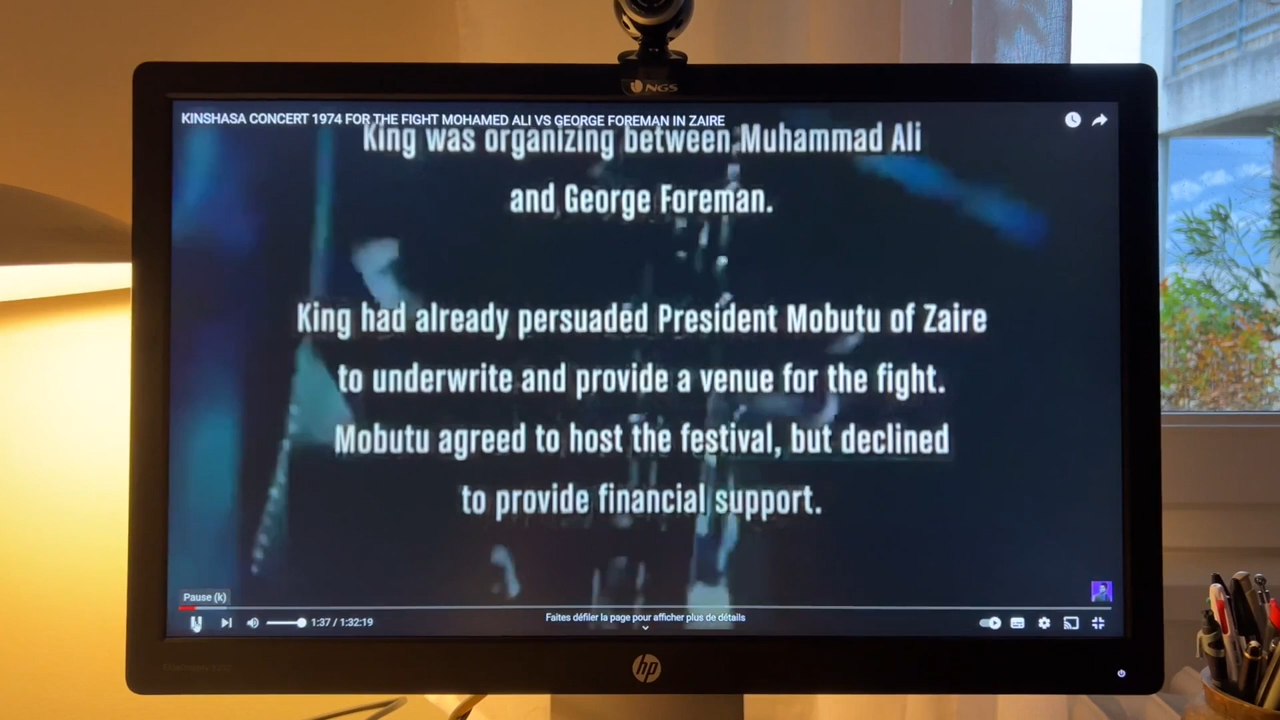 NGS
KINSHASA CONCERT 1974 FOR THE FIGHT MOHAMED ALI VS GEORGE FOREMAN IN ZAIRE
King was organizing between Muhammad Ali
and George Foreman.
King had already persuaded President Mobutu of Zaire
to underwrite and provide a venue for the fight.
Mobutu agreed to host the festival, but declined
to provide financial support.
Pause (k)
1:37 / 1:32:19
Faites défiler la page pour afficher plus de détails
hp